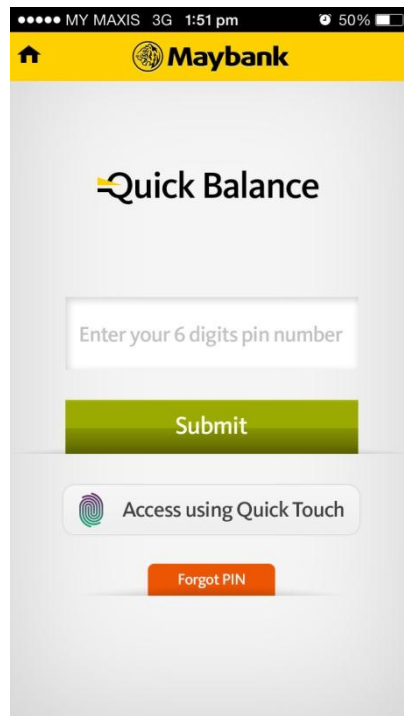 MY MAXIS 3G 1:51 pm 50%
Maybank
Quick Balance
Enter your 6 digits pin number
Submit
Access using Quick Touch
Forgot PIN